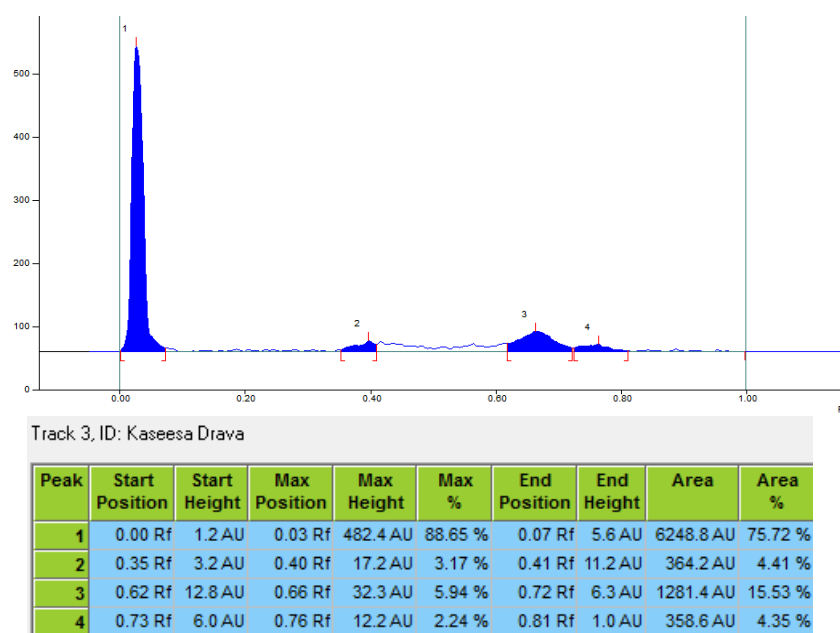 1
500
400
300
200
3
2
4
100
0
0.00 0.20 0.40 0.60 0.80 1.00
Track 3, ID: Kaseesa Drava
Peak Start Position Start Height Max Position Max Height Max % End Position End Height Area Area %
1 0.00 Rf 1.2 AU 0.03 Rf 482.4 AU 88.65 % 0.07 Rf 5.6 AU 6248.8 AU 75.72 %
2 0.35 Rf 3.2 AU 0.40 Rf 17.2 AU 3.17 % 0.41 Rf 11.2 AU 364.2 AU 4.41 %
3 0.62 Rf 12.8 AU 0.66 Rf 32.3 AU 5.94 % 0.72 Rf 6.3 AU 1281.4 AU 15.53 %
4 0.73 Rf 6.0 AU 0.76 Rf 12.2 AU 2.24 % 0.81 Rf 1.0 AU 358.6 AU 4.35 %